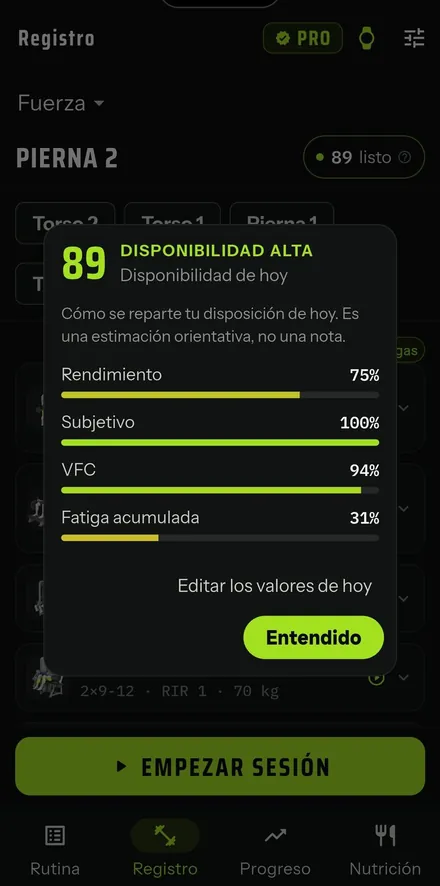 Registro
PRO
Fuerza
PIERNA 2
89 listo
Torso 2
Torso 1
Pierna 1
89
DISPONIBILIDAD ALTA
Disponibilidad de hoy
Cómo se reparte tu disposición de hoy. Es
una estimación orientativa, no una nota.
Rendimiento 75%
Subjetivo 100%
VFC 94%
Fatiga acumulada 31%
Editar los valores de hoy
Entendido
2×9-12 · RIR 1 · 70 kg
EMPEZAR SESIÓN
Rutina
Registro
Progreso
Nutrición